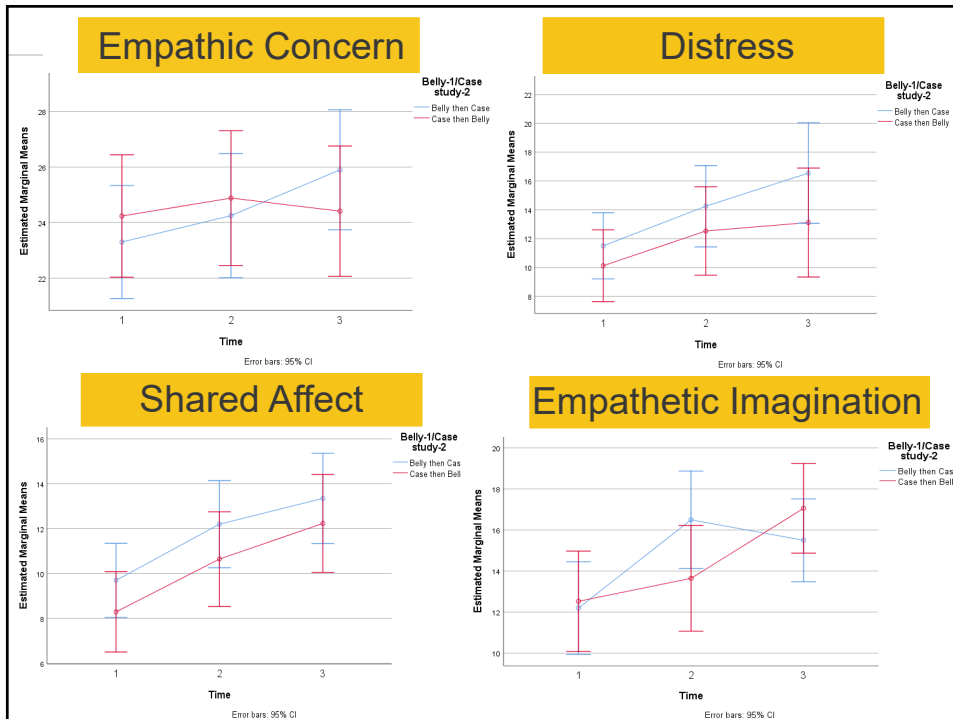 Empathic Concern
Belly-1/Case
study-2
Belly then Case
Case then Belly
Estimated Marginal Means
28
26
24
22
1
2
3
Time
Error bars: 95% CI
Distress
Belly-1/Case
study-2
Belly then Case
Case then Belly
Estimated Marginal Means
22
20
18
16
14
12
10
8
1
2
3
Time
Error bars: 95% CI
Shared Affect
Belly-1/Case
study-2
Belly then Cas
Case then Bell
Estimated Marginal Means
16
14
12
10
8
6
1
2
3
Time
Error bars: 95% CI
Empathetic Imagination
Belly-1/Case
study-2
Belly then Cas
Case then Bell
Estimated Marginal Means
20
18
16
14
12
10
1
2
3
Time
Error bars: 95% CI